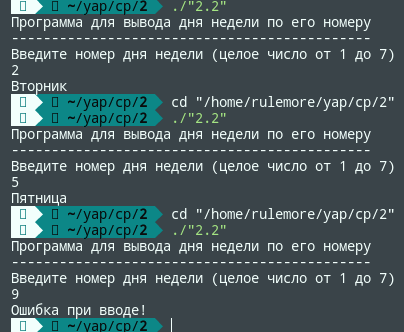 ~/yap/cp/2 ./"2.2"
Программа для вывода дня недели по его номеру
---------------------------------------------
Введите номер дня недели (целое число от 1 до 7)
2
Вторник
~/yap/cp/2 cd "/home/rulemore/yap/cp/2"
~/yap/cp/2 ./"2.2"
Программа для вывода дня недели по его номеру
---------------------------------------------
Введите номер дня недели (целое число от 1 до 7)
5
Пятница
~/yap/cp/2 cd "/home/rulemore/yap/cp/2"
~/yap/cp/2 ./"2.2"
Программа для вывода дня недели по его номеру
---------------------------------------------
Введите номер дня недели (целое число от 1 до 7)
9
Ошибка при вводе!
~/yap/cp/2